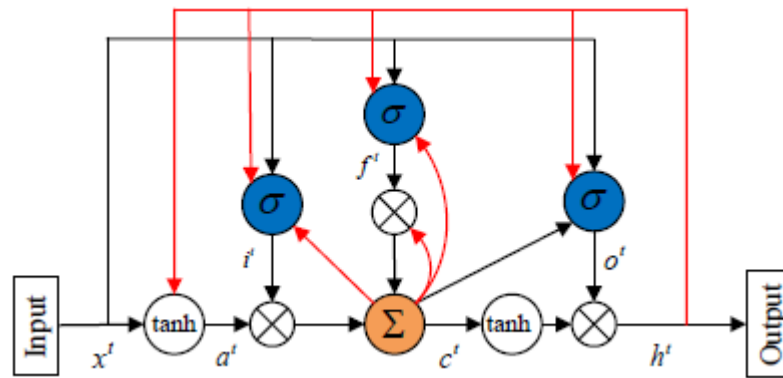 σ
f^t
σ
σ
i^t
o^t
Input
tanh
Σ
tanh
Output
x^t
a^t
c^t
h^t